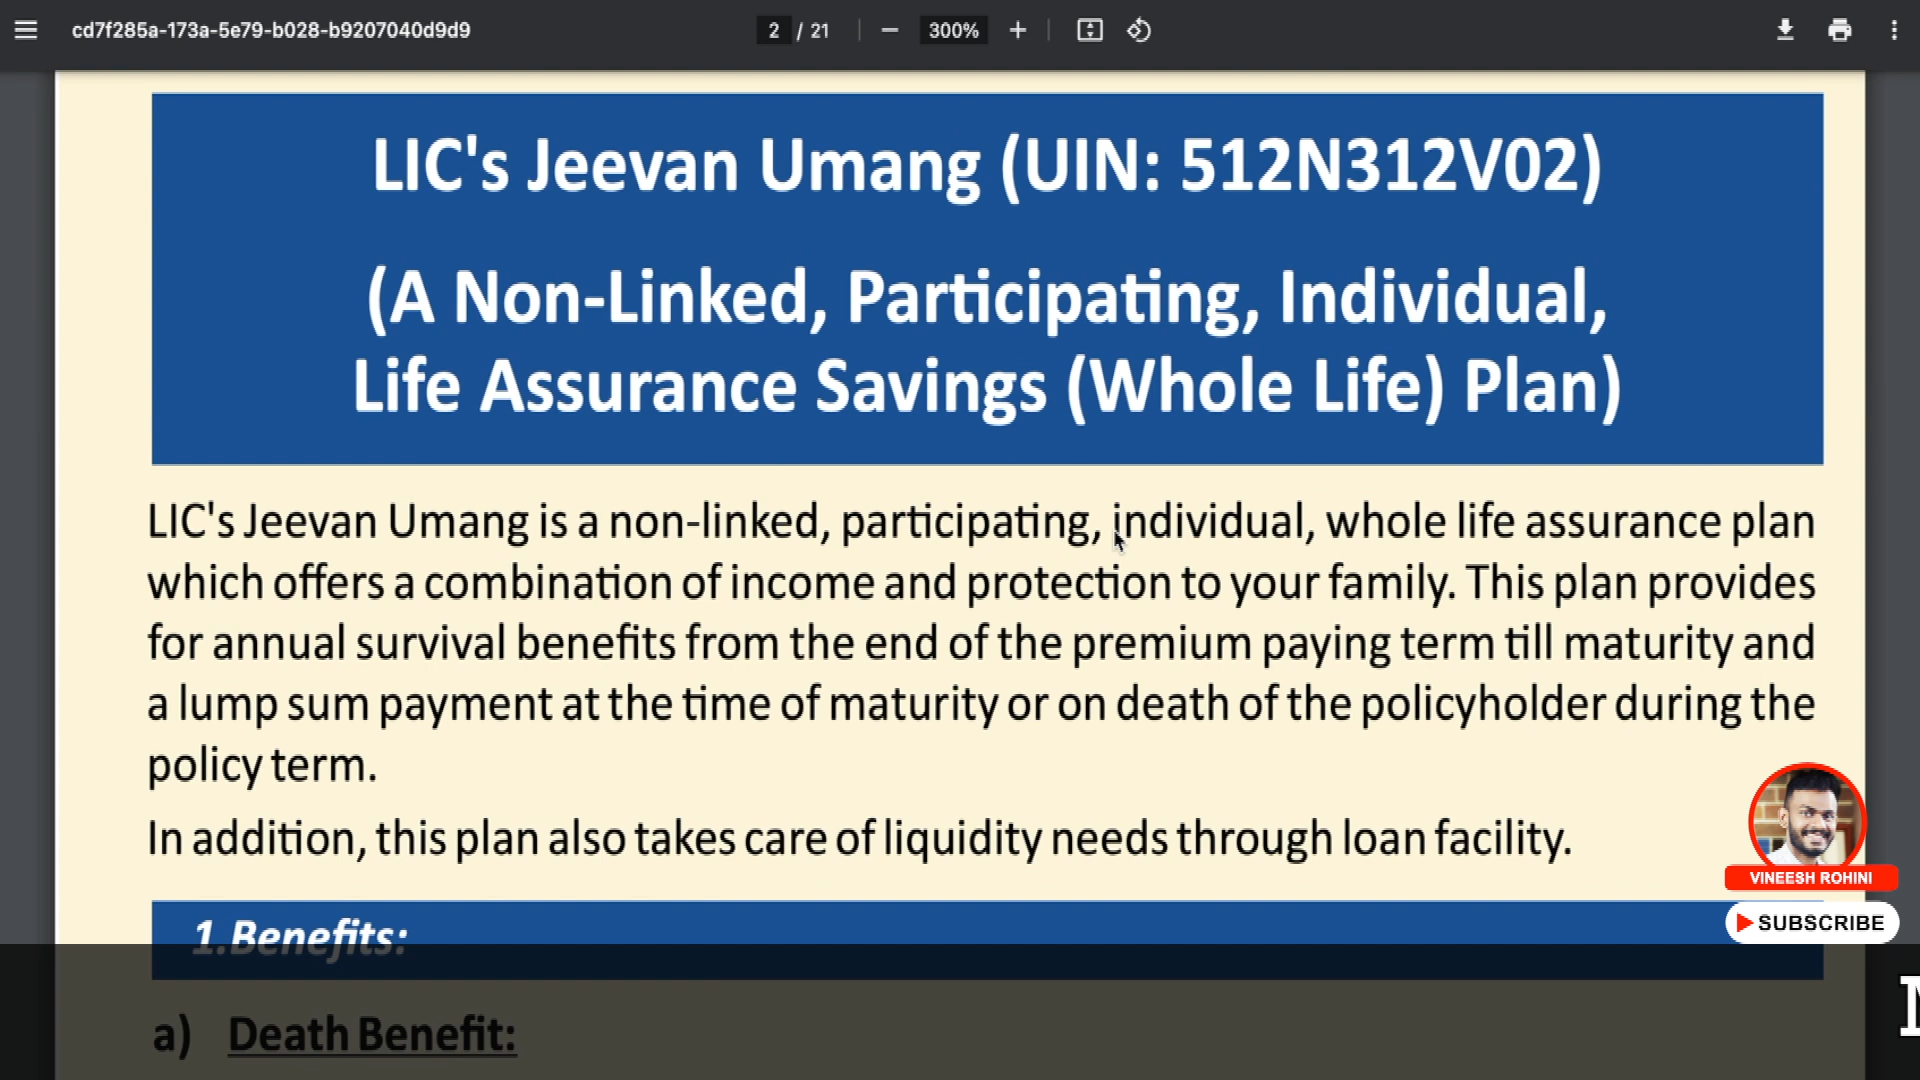 cd7f285a-173a-5e79-b028-b9207040d9d9
2 / 21
300%
LIC's Jeevan Umang (UIN: 512N312V02)
(A Non-Linked, Participating, Individual,
Life Assurance Savings (Whole Life) Plan)
LIC's Jeevan Umang is a non-linked, participating, individual, whole life assurance plan
which offers a combination of income and protection to your family. This plan provides
for annual survival benefits from the end of the premium paying term till maturity and
a lump sum payment at the time of maturity or on death of the policyholder during the
policy term.
In addition, this plan also takes care of liquidity needs through loan facility.
VINEESH ROHINI
SUBSCRIBE
1.Benefits:
a) Death Benefit: